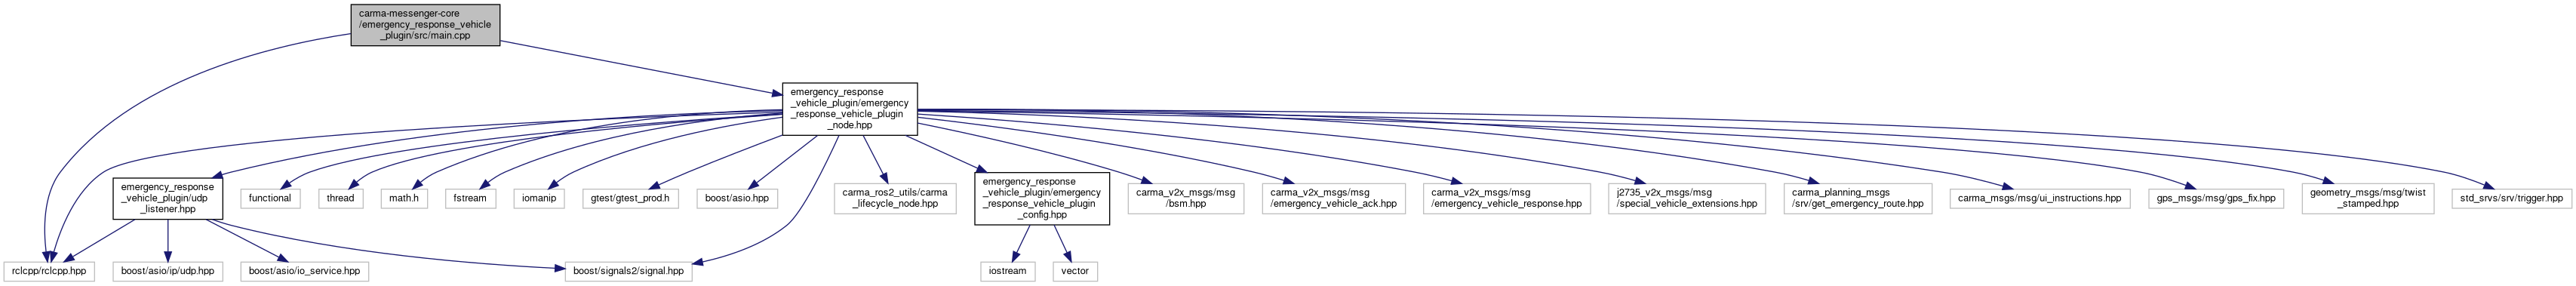 carma-messenger-core
/emergency_response_vehicle
_plugin/src/main.cpp
emergency_response
_vehicle_plugin/emergency
_response_vehicle_plugin
_node.hpp
emergency_response
_vehicle_plugin/udp
_listener.hpp
functional
thread
math.h
fstream
iomanip
gtest/gtest_prod.h
boost/asio.hpp
carma_ros2_utils/carma
_lifecycle_node.hpp
emergency_response
_vehicle_plugin/emergency
_response_vehicle_plugin
_config.hpp
carma_v2x_msgs/msg
/bsm.hpp
carma_v2x_msgs/msg
/emergency_vehicle_ack.hpp
carma_v2x_msgs/msg
/emergency_vehicle_response.hpp
j2735_v2x_msgs/msg
/special_vehicle_extensions.hpp
carma_planning_msgs
/srv/get_emergency_route.hpp
carma_msgs/msg/ui_instructions.hpp
gps_msgs/msg/gps_fix.hpp
geometry_msgs/msg/twist
_stamped.hpp
std_srvs/srv/trigger.hpp
rclcpp/rclcpp.hpp
boost/asio/ip/udp.hpp
boost/asio/io_service.hpp
boost/signals2/signal.hpp
iostream
vector